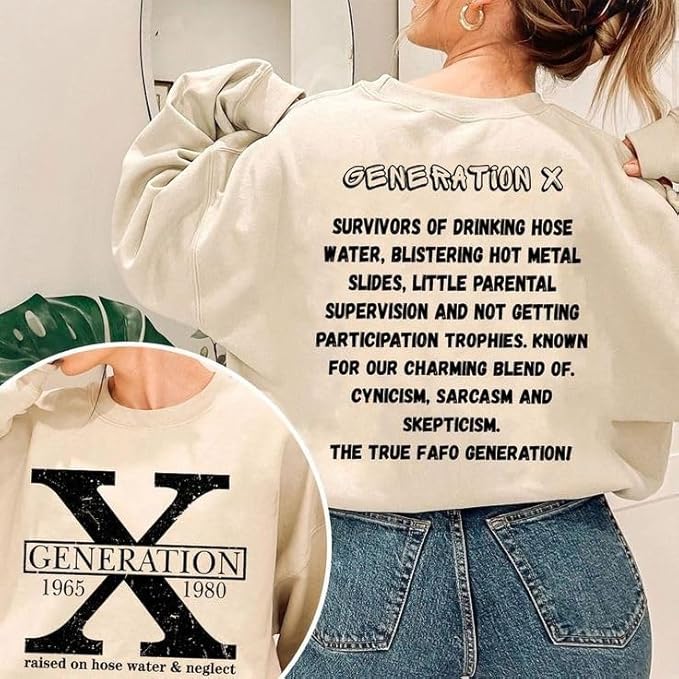 GENERATION X
SURVIVORS OF DRINKING HOSE
WATER, BLISTERING HOT METAL
SLIDES, LITTLE PARENTAL
SUPERVISION AND NOT GETTING
PARTICIPATION TROPHIES. KNOWN
FOR OUR CHARMING BLEND OF.
CYNICISM, SARCASM AND
SKEPTICISM.
THE TRUE FAFO GENERATION!
X
GENERATION
1965 1980
raised on hose water & neglect